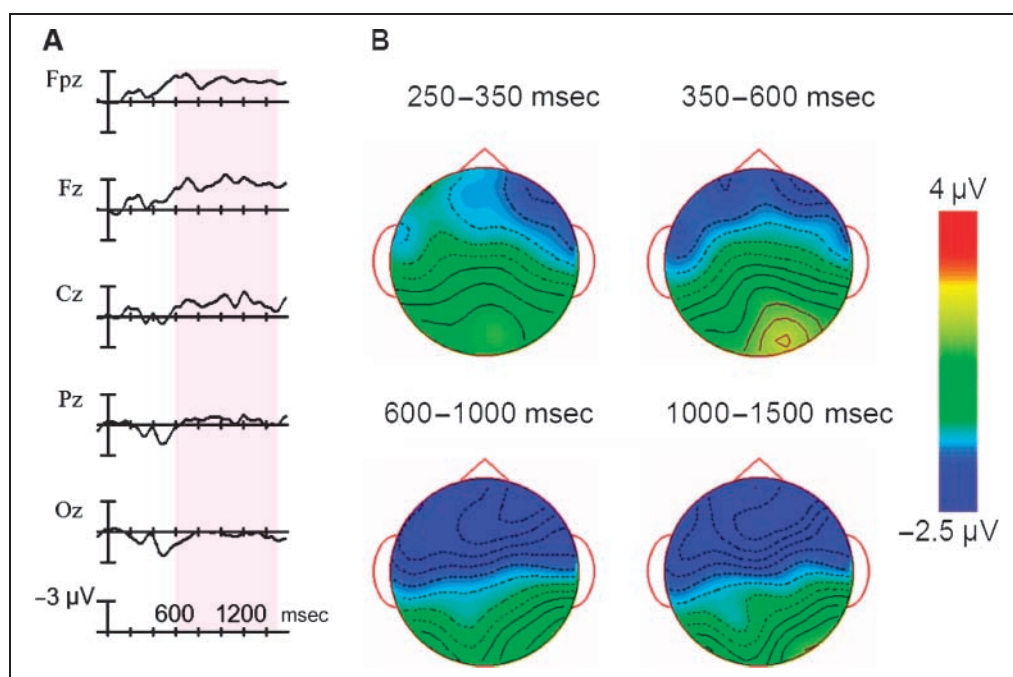 A
Fpz
Fz
Cz
Pz
Oz
−3 µV
600 1200 msec
B
250–350 msec
350–600 msec
600–1000 msec
1000–1500 msec
4 µV
−2.5 µV